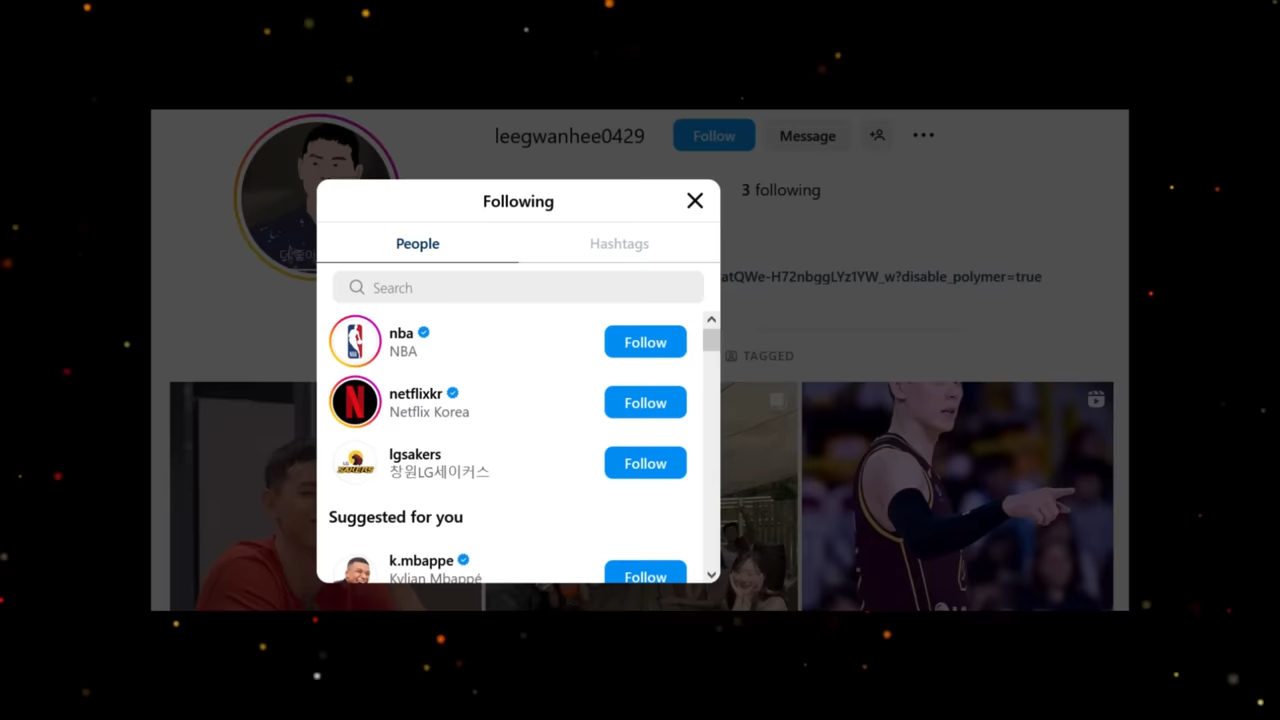 leegwanhee0429
Follow
Message
3 following
Following
People
Hashtags
atQWe-H72nbggLYz1YW_w?disable_polymer=true
Search
nba
NBA
Follow
TAGGED
netflixkr
Netflix Korea
Follow
lgsakers
창원LG세이커스
Follow
SAKERS
Suggested for you
k.mbappe
Kylian Mbappé
Follow